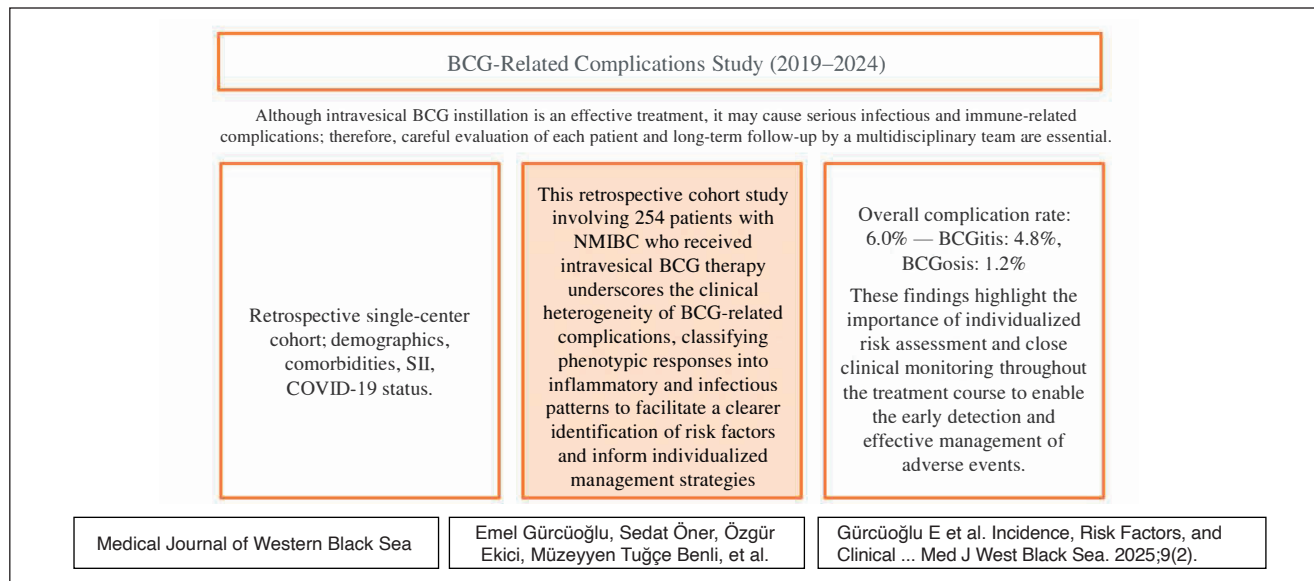 BCG-Related Complications Study (2019–2024)
Although intravesical BCG instillation is an effective treatment, it may cause serious infectious and immune-related
complications; therefore, careful evaluation of each patient and long-term follow-up by a multidisciplinary team are essential.
Retrospective single-center
cohort; demographics,
comorbidities, SII,
COVID-19 status.
This retrospective cohort study
involving 254 patients with
NMIBC who received
intravesical BCG therapy
underscores the clinical
heterogeneity of BCG-related
complications, classifying
phenotypic responses into
inflammatory and infectious
patterns to facilitate a clearer
identification of risk factors
and inform individualized
management strategies
Overall complication rate:
6.0% — BCGitis: 4.8%,
BCGosis: 1.2%
These findings highlight the
importance of individualized
risk assessment and close
clinical monitoring throughout
the treatment course to enable
the early detection and
effective management of
adverse events.
Medical Journal of Western Black Sea
Emel Gürcüoğlu, Sedat Öner, Özgür
Ekici, Müzeyyen Tuğçe Benli, et al.
Gürcüoğlu E et al. Incidence, Risk Factors, and
Clinical ... Med J West Black Sea. 2025;9(2).